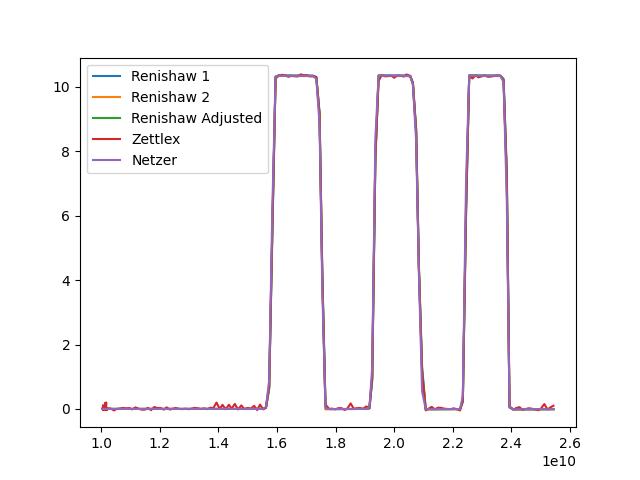 Renishaw 1
Renishaw 2
Renishaw Adjusted
Zettlex
Netzer
10
8
6
4
2
0
1.0 1.2 1.4 1.6 1.8 2.0 2.2 2.4 2.6
1e10